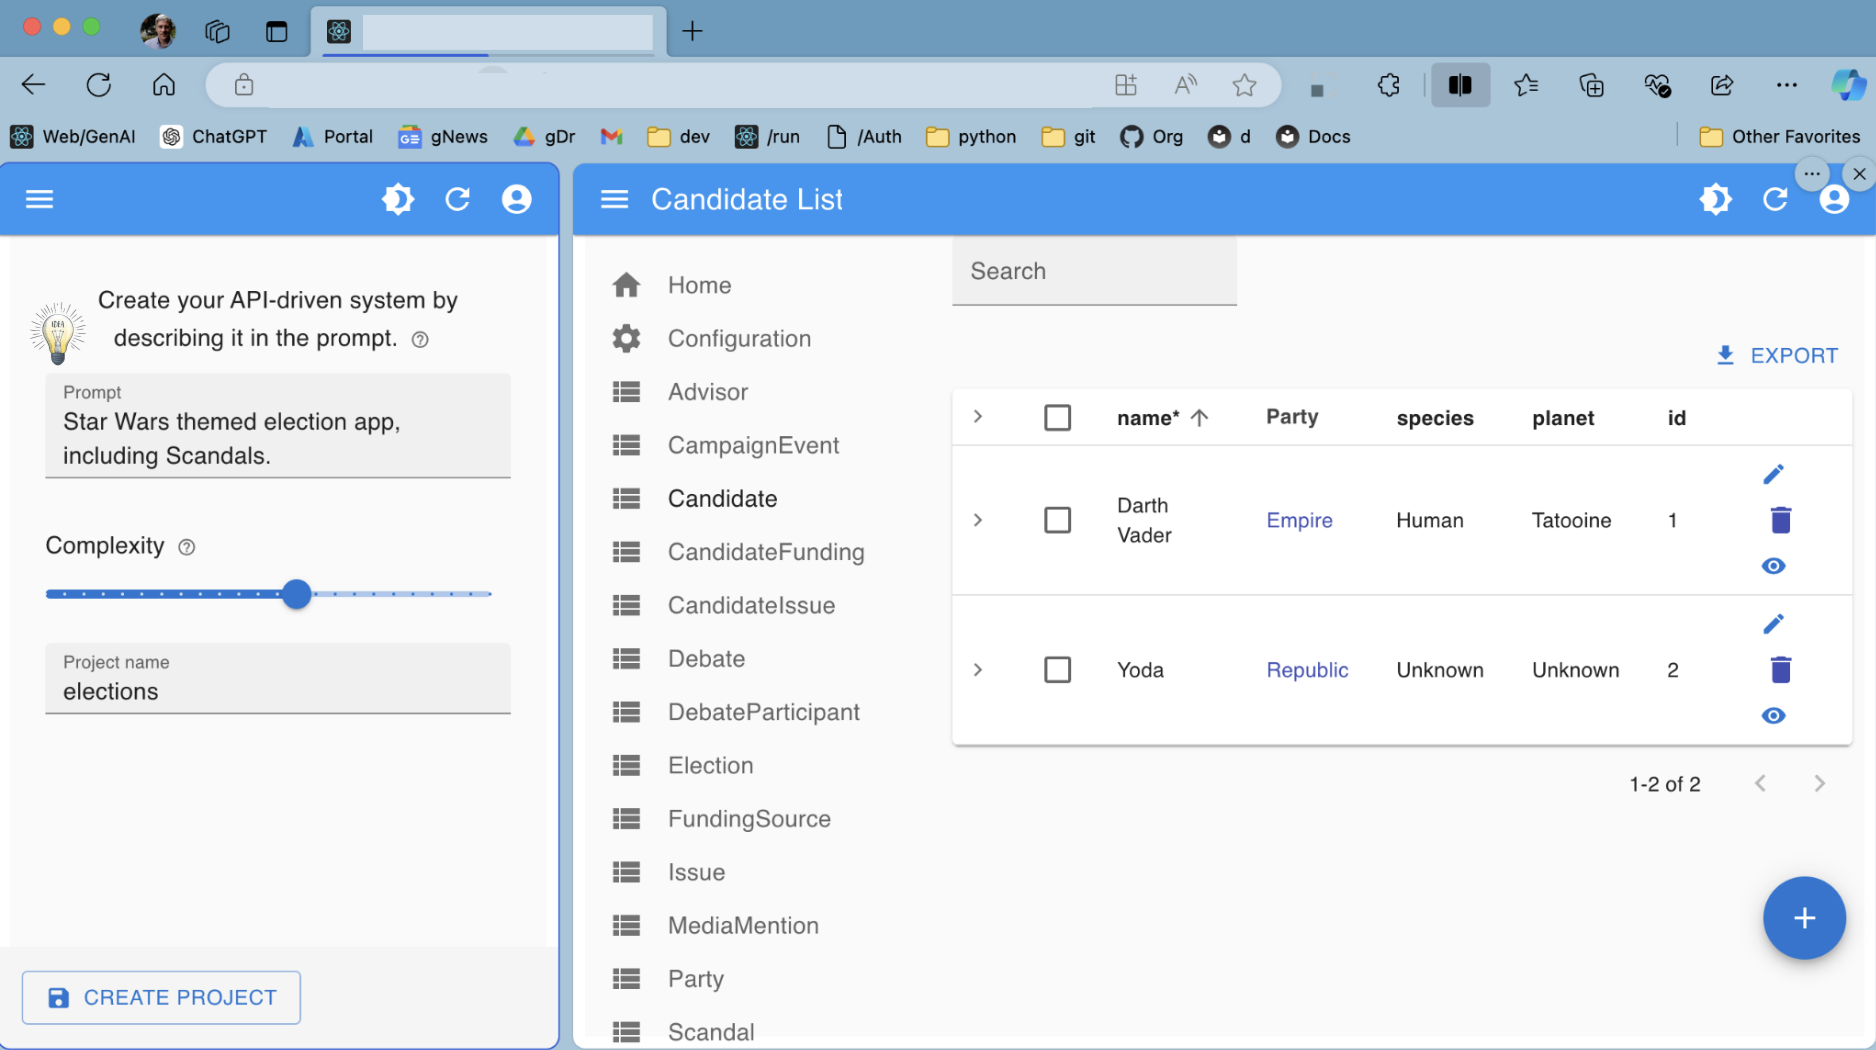 Web/GenAI ChatGPT Portal gNews gDr dev /run /Auth python git Org d Docs Other Favorites
Candidate List
Create your API-driven system by
describing it in the prompt.
IDEA
Prompt
Star Wars themed election app,
including Scandals.
Complexity
Project name
elections
CREATE PROJECT
Home
Configuration
Advisor
CampaignEvent
Candidate
CandidateFunding
CandidateIssue
Debate
DebateParticipant
Election
FundingSource
Issue
MediaMention
Party
Scandal
Search
EXPORT
name* Party species planet id
Darth
Vader Empire Human Tatooine 1
Yoda Republic Unknown Unknown 2
1-2 of 2